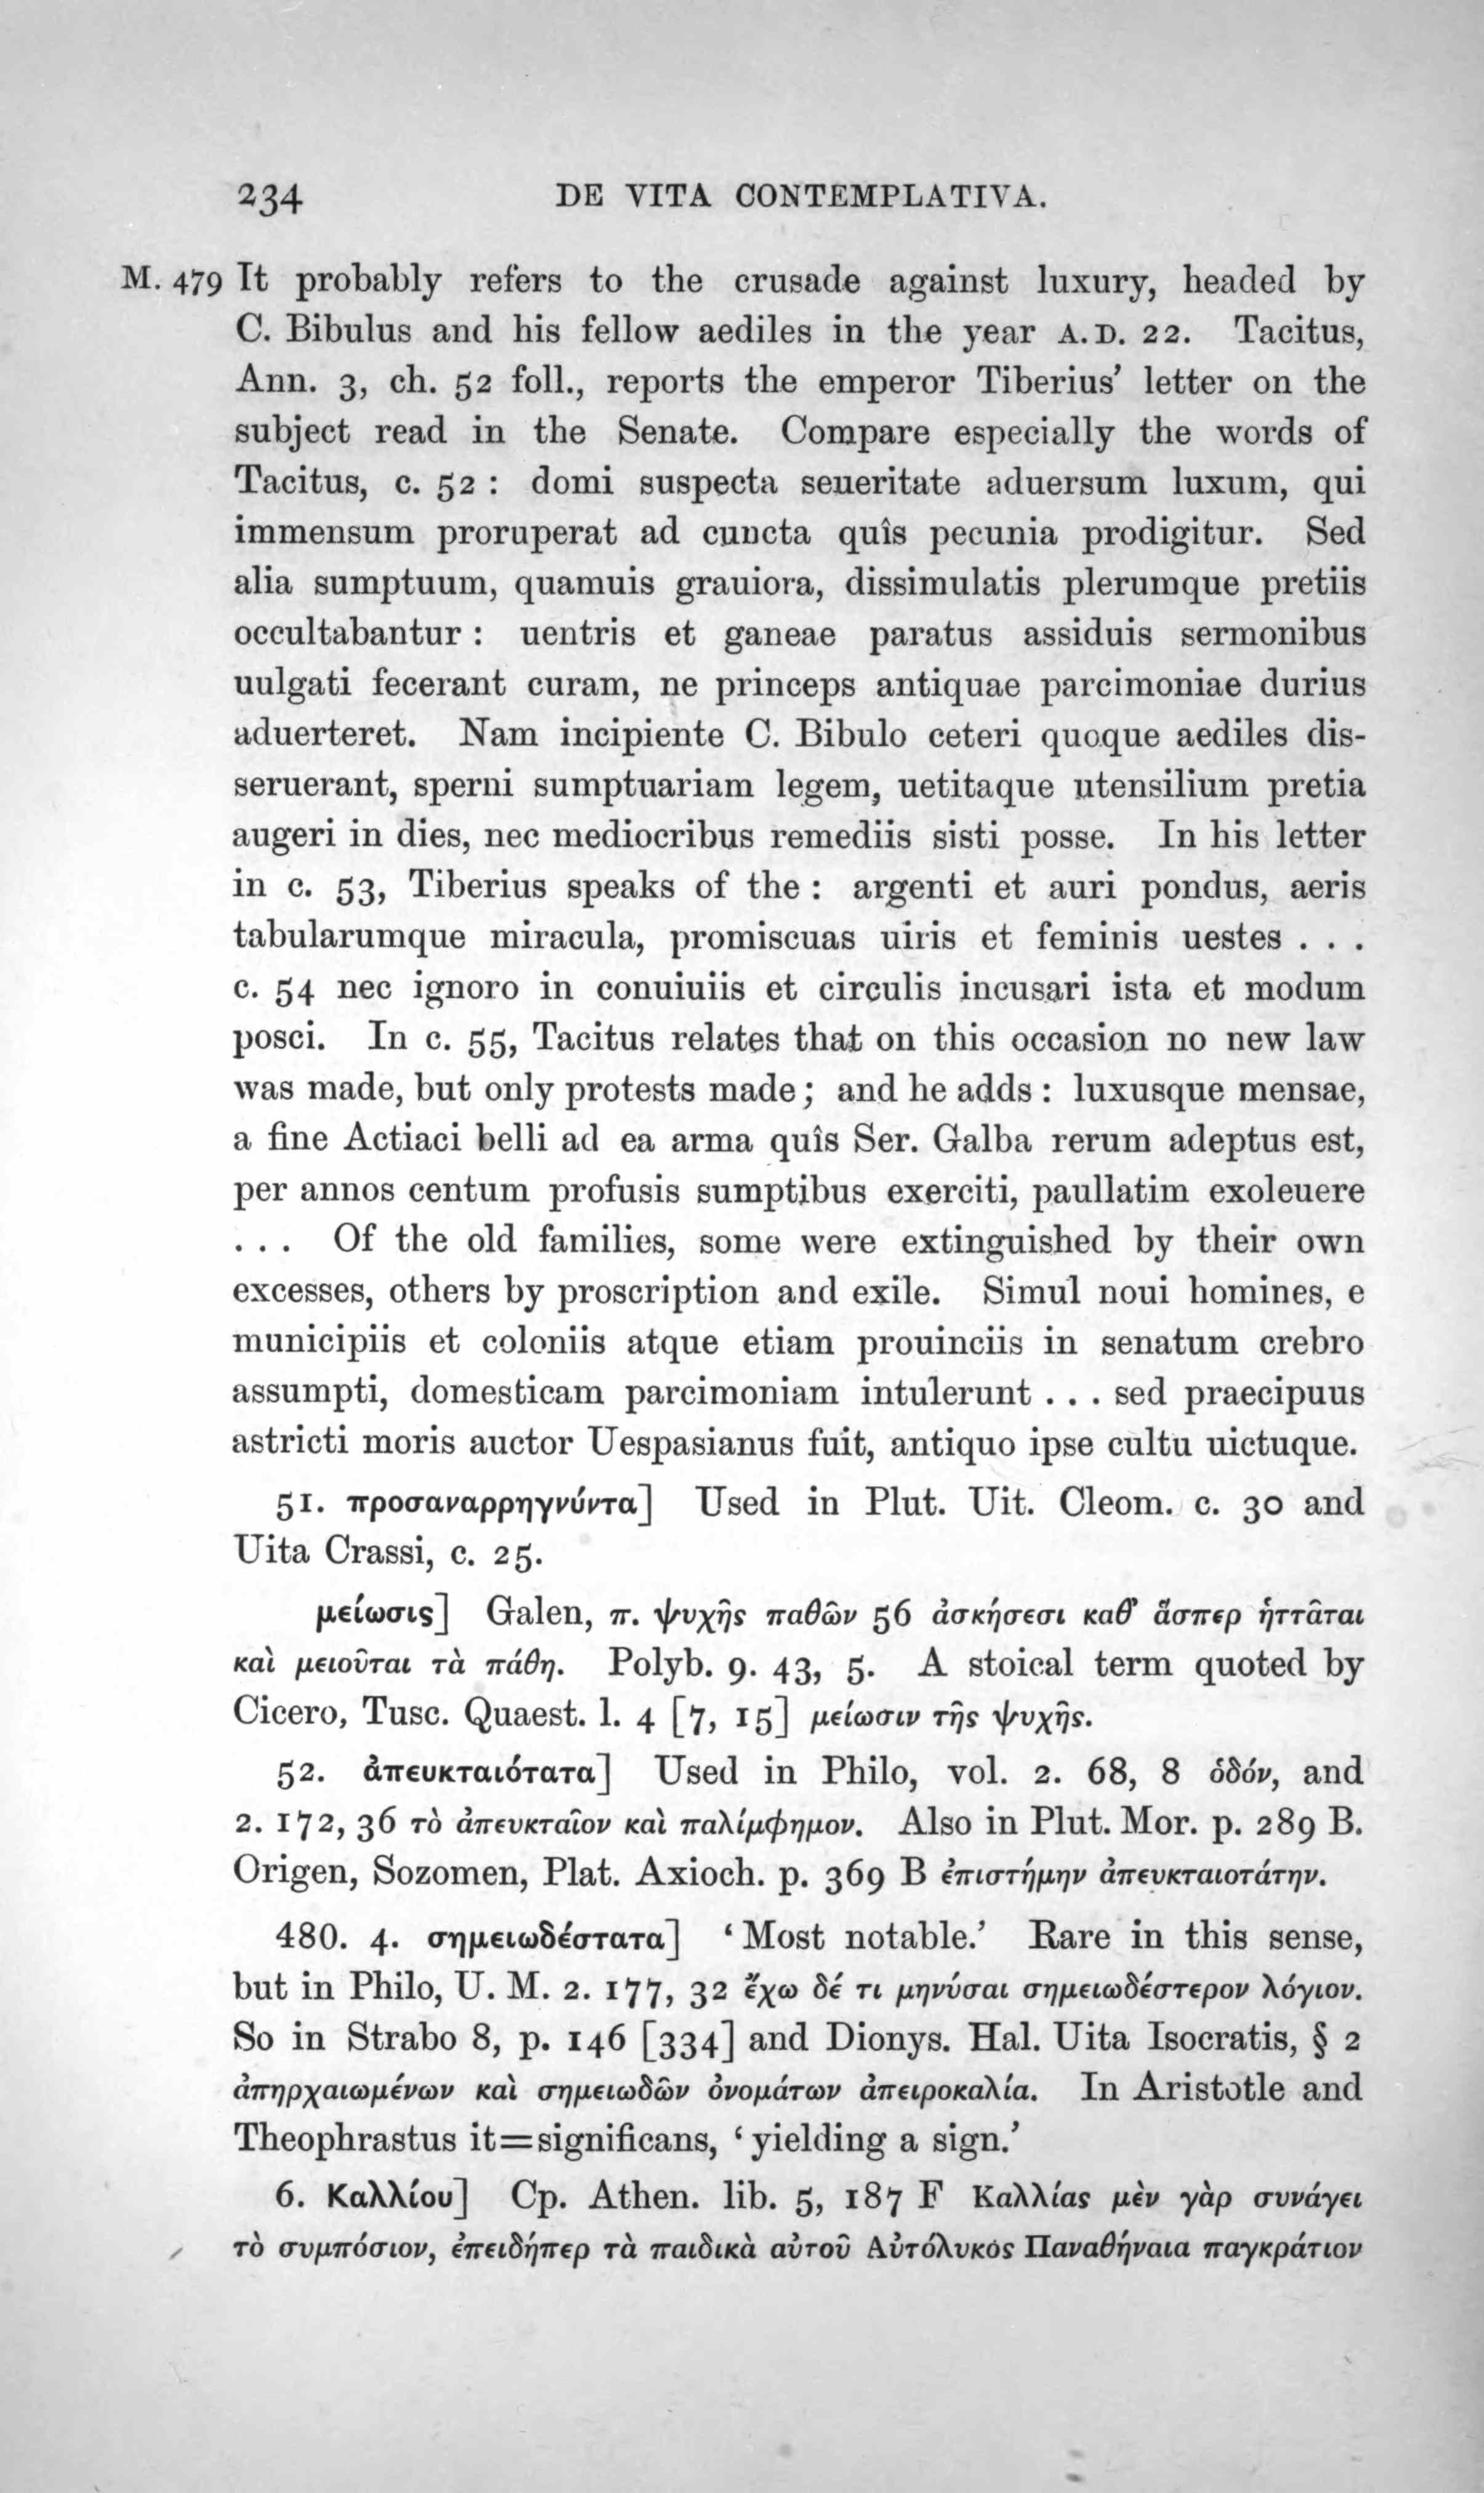 234 DE VITA CONTEMPLATIVA.
M. 479 It probably refers to the crusade against luxury, headed by
C. Bibulus and his fellow aediles in the year A.D. 22. Tacitus,
Ann. 3, ch. 52 foll., reports the emperor Tiberius’ letter on the
subject read in the Senate. Compare especially the words of
Tacitus, c. 52 : domi suspecta seueritate aduersum luxum, qui
immensum proruperat ad cuncta quîs pecunia prodigitur. Sed
alia sumptuum, quamuis grauiora, dissimulatis plerumque pretiis
occultabantur : uentris et ganeae paratus assiduis sermonibus
uulgati fecerant curam, ne princeps antiquae parcimoniae durius
aduerteret. Nam incipiente C. Bibulo ceteri quoque aediles dis-
seruerant, sperni sumptuariam legem, uetitaque utensilium pretia
augeri in dies, nec mediocribus remediis sisti posse. In his letter
in c. 53, Tiberius speaks of the : argenti et auri pondus, aeris
tabularumque miracula, promiscuas uiris et feminis uestes . . .
c. 54 nec ignoro in conuiuiis et circulis incusari ista et modum
posci. In c. 55, Tacitus relates that on this occasion no new law
was made, but only protests made ; and he adds : luxusque mensae,
a fine Actiaci belli ad ea arma quîs Ser. Galba rerum adeptus est,
per annos centum profusis sumptibus exerciti, paullatim exoleuere
. . . Of the old families, some were extinguished by their own
excesses, others by proscription and exile. Simul noui homines, e
municipiis et coloniis atque etiam prouinciis in senatum crebro
assumpti, domesticam parcimoniam intulerunt . . . sed praecipuus
astricti moris auctor Uespasianus fuit, antiquo ipse cultu uictuque.
51. προσαναρρηγνύντα] Used in Plut. Uit. Cleom. c. 30 and
Uita Crassi, c. 25.
μείωσις] Galen, π. ψυχῆς παθῶν 56 ἀσκήσεσι καθ’ ἅσπερ ἡττᾶται
καὶ μειοῦται τὰ πάθη. Polyb. 9. 43, 5. A stoical term quoted by
Cicero, Tusc. Quaest. l. 4 [7, 15] μείωσιν τῆς ψυχῆς.
52. ἀπευκταιότατα] Used in Philo, vol. 2. 68, 8 ὁδόν, and
2. 172, 36 τὸ ἀπευκταῖον καὶ παλίμφημον. Also in Plut. Mor. p. 289 B.
Origen, Sozomen, Plat. Axioch. p. 369 B ἐπιστήμην ἀπευκταιοτάτην.
480. 4. σημειωδέστατα] ‘Most notable.’ Rare in this sense,
but in Philo, U. M. 2. 177, 32 ἔχω δέ τι μηνύσαι σημειωδέστερον λόγιον.
So in Strabo 8, p. 146 [334] and Dionys. Hal. Uita Isocratis, § 2
ἀπηρχαιωμένων καὶ σημειωδῶν ὀνομάτων ἀπειροκαλία. In Aristotle and
Theophrastus it=significans, ‘yielding a sign.’
6. Καλλίου] Cp. Athen. lib. 5, 187 F Καλλίας μὲν γὰρ συνάγει
τὸ συμπόσιον, ἐπειδήπερ τὰ παιδικὰ αὐτοῦ Αὐτόλυκος Παναθήναια παγκράτιον